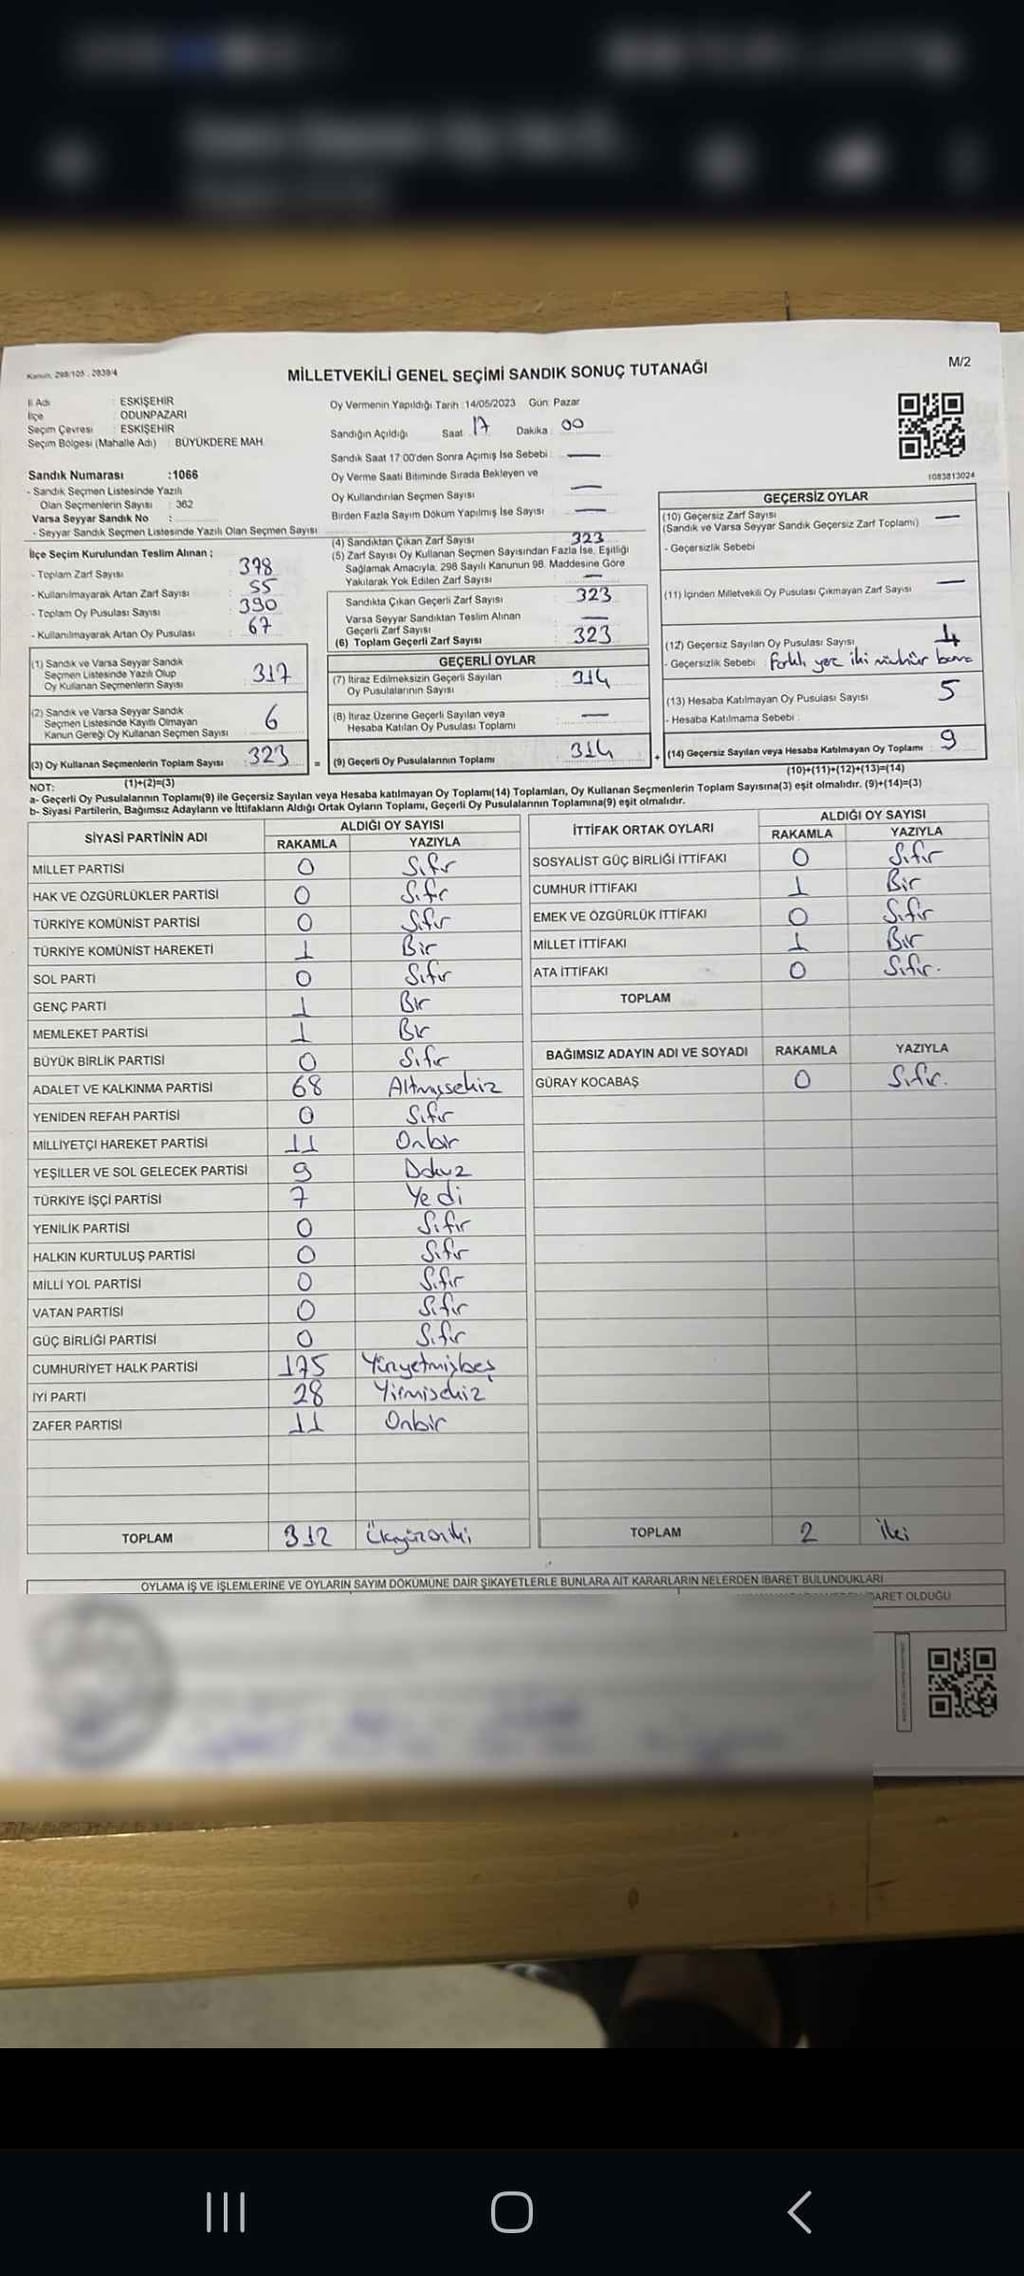 Kanun, 298/105 . 2839/4
MİLLETVEKİLİ GENEL SEÇİMİ SANDIK SONUÇ TUTANAĞI
M/2
İl Adı : ESKİŞEHİR
İlçe : ODUNPAZARI
Seçim Çevresi : ESKİŞEHİR
Seçim Bölgesi (Mahalle Adı) : BÜYÜKDERE MAH.
Sandık Numarası :1066
- Sandık Seçmen Listesinde Yazılı
Olan Seçmenlerin Sayısı : 362
Varsa Seyyar Sandık No :
- Seyyar Sandık Seçmen Listesinde Yazılı Olan Seçmen Sayısı
Oy Vermenin Yapıldığı Tarih :14/05/2023 Gün: Pazar
Sandığın Açıldığı Saat 17 Dakika 00
Sandık Saat 17:00'den Sonra Açımış İse Sebebi : —
Oy Verme Saati Bitiminde Sırada Bekleyen ve
Oy Kullandırılan Seçmen Sayısı —
Birden Fazla Sayım Döküm Yapılmış İse Sayısı —
1083813024
İlçe Seçim Kurulundan Teslim Alınan ;
- Toplam Zarf Sayısı : 378
- Kullanılmayarak Artan Zarf Sayısı : 55
- Toplam Oy Pusulası Sayısı : 390
- Kullanılmayarak Artan Oy Pusulası : 67
(1) Sandık ve Varsa Seyyar Sandık
Seçmen Listesinde Yazılı Olup
Oy Kullanan Seçmenlerin Sayısı : 317
(2) Sandık ve Varsa Seyyar Sandık
Seçmen Listesinde Kayıtlı Olmayan
Kanun Gereği Oy Kullanan Seçmen Sayısı : 6
(3) Oy Kullanan Seçmenlerin Toplam Sayısı : 323
(1)+(2)=(3)
(4) Sandıktan Çıkan Zarf Sayısı : 323
(5) Zarf Sayısı Oy Kullanan Seçmen Sayısından Fazla İse, Eşitliği
Sağlamak Amacıyla, 298 Sayılı Kanunun 98. Maddesine Göre
Yakılarak Yok Edilen Zarf Sayısı : —
Sandıkta Çıkan Geçerli Zarf Sayısı : 323
Varsa Seyyar Sandıktan Teslim Alınan
Geçerli Zarf Sayısı : —
(6) Toplam Geçerli Zarf Sayısı : 323
GEÇERLİ OYLAR
(7) İtiraz Edilmeksizin Geçerli Sayılan
Oy Pusulalarının Sayısı : 314
(8) İtiraz Üzerine Geçerli Sayılan veya
Hesaba Katılan Oy Pusulası Toplamı : —
(9) Geçerli Oy Pusulalarının Toplamı : 314
GEÇERSİZ OYLAR
(10) Geçersiz Zarf Sayısı : —
(Sandık ve Varsa Seyyar Sandık Geçersiz Zarf Toplamı)
- Geçersizlik Sebebi :
(11) İçinden Milletvekili Oy Pusulası Çıkmayan Zarf Sayısı : —
(12) Geçersiz Sayılan Oy Pusulası Sayısı : 4
- Geçersizlik Sebebi : Farklı yere iki mühür
(13) Hesaba Katılmayan Oy Pusulası Sayısı : 5
- Hesaba Katılmama Sebebi :
(14) Geçersiz Sayılan veya Hesaba Katılmayan Oy Toplamı : 9
(10)+(11)+(12)+(13)=(14)
NOT:
a- Geçerli Oy Pusulalarının Toplamı(9) ile Geçersiz Sayılan veya Hesaba katılmayan Oy Toplamı(14) Toplamları, Oy Kullanan Seçmenlerin Toplam Sayısına(3) eşit olmalıdır. (9)+(14)=(3)
b- Siyasi Partilerin, Bağımsız Adayların ve İttifakların Aldığı Ortak Oyların Toplamı, Geçerli Oy Pusulalarının Toplamına(9) eşit olmalıdır.
SİYASİ PARTİNİN ADI ALDIĞI OY SAYISI
RAKAMLA YAZIYLA
MİLLET PARTİSİ 0 Sıfır
HAK VE ÖZGÜRLÜKLER PARTİSİ 0 Sıfır
TÜRKİYE KOMÜNİST PARTİSİ 0 Sıfır
TÜRKİYE KOMÜNİST HAREKETİ 1 Bir
SOL PARTİ 0 Sıfır
GENÇ PARTİ 1 Bir
MEMLEKET PARTİSİ 1 Bir
BÜYÜK BİRLİK PARTİSİ 0 Sıfır
ADALET VE KALKINMA PARTİSİ 68 Altmışsekiz
YENİDEN REFAH PARTİSİ 0 Sıfır
MİLLİYETÇİ HAREKET PARTİSİ 11 Onbir
YEŞİLLER VE SOL GELECEK PARTİSİ 9 Dokuz
TÜRKİYE İŞÇİ PARTİSİ 7 Yedi
YENİLİK PARTİSİ 0 Sıfır
HALKIN KURTULUŞ PARTİSİ 0 Sıfır
MİLLİ YOL PARTİSİ 0 Sıfır
VATAN PARTİSİ 0 Sıfır
GÜÇ BİRLİĞİ PARTİSİ 0 Sıfır
CUMHURİYET HALK PARTİSİ 175 Yüzyetmişbeş
İYİ PARTİ 28 Yirmisekiz
ZAFER PARTİSİ 11 Onbir
TOPLAM 312 Üçyüzoniki
İTTİFAK ORTAK OYLARI ALDIĞI OY SAYISI
RAKAMLA YAZIYLA
SOSYALİST GÜÇ BİRLİĞİ İTTİFAKI 0 Sıfır
CUMHUR İTTİFAKI 1 Bir
EMEK VE ÖZGÜRLÜK İTTİFAKI 0 Sıfır
MİLLET İTTİFAKI 1 Bir
ATA İTTİFAKI 0 Sıfır.
TOPLAM
BAĞIMSIZ ADAYIN ADI VE SOYADI RAKAMLA YAZIYLA
GÜRAY KOCABAŞ 0 Sıfır.
TOPLAM 2 İki
OYLAMA İŞ VE İŞLEMLERİNE VE OYLARIN SAYIM DÖKÜMÜNE DAİR ŞİKAYETLERLE BUNLARA AİT KARARLARIN NELERDEN İBARET BULUNDUKLARI
BARET OLDUĞU